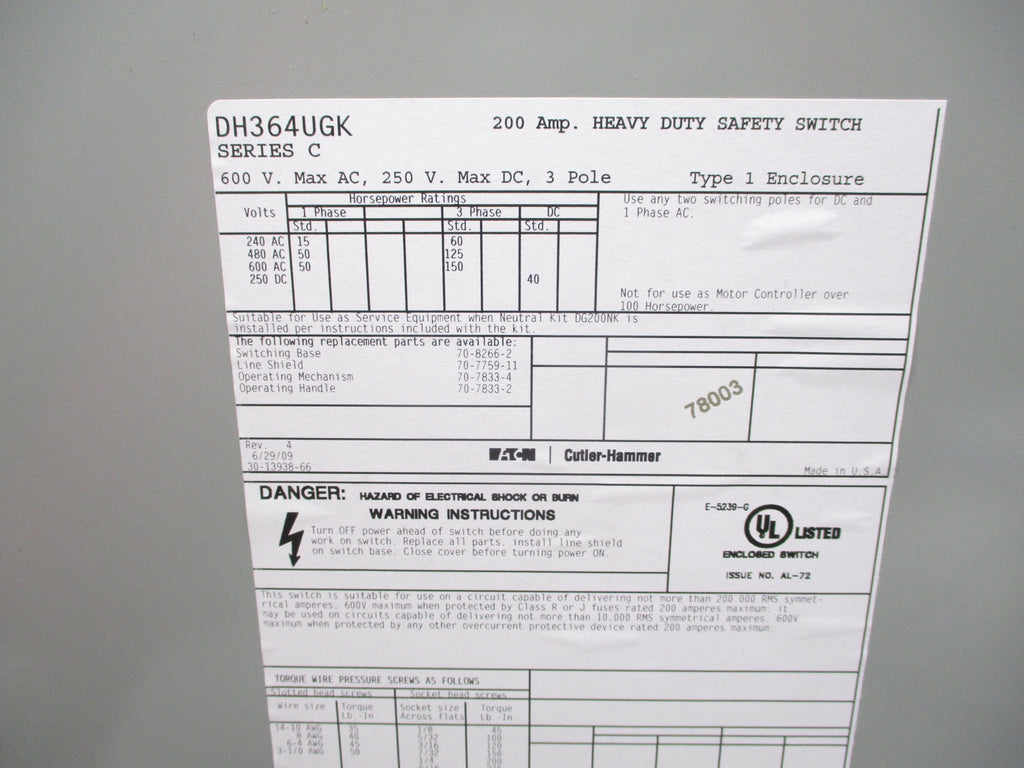 DH364UGK
SERIES C
200 Amp. HEAVY DUTY SAFETY SWITCH
600 V. Max AC, 250 V. Max DC, 3 Pole
Type 1 Enclosure
Horsepower Ratings
Volts
1 Phase
3 Phase
DC
Std.
Std.
Std.
240 AC 15 60
480 AC 50 125
600 AC 50 150
250 DC 40
Use any two switching poles for DC and
1 Phase AC.
Not for use as Motor Controller over
100 Horsepower.
Suitable for Use as Service Equipment when Neutral Kit DG200NK is
installed per instructions included with the kit.
The following replacement parts are available:
Switching Base 70-8266-2
Line Shield 70-7759-11
Operating Mechanism 70-7833-4
Operating Handle 70-7833-2
78003
Rev. 4
6/29/09
30-13938-66
EATON | Cutler-Hammer
Made in U.S.A
DANGER: HAZARD OF ELECTRICAL SHOCK OR BURN
WARNING INSTRUCTIONS
Turn OFF power ahead of switch before doing any
work on switch. Replace all parts, install line shield
on switch base. Close cover before turning power ON.
E-5239-G
UL LISTED
ENCLOSED SWITCH
ISSUE NO. AL-72
This switch is suitable for use on a circuit capable of delivering not more than 200.000 RMS symmet-
rical amperes. 600V maximum when protected by Class R or J fuses rated 200 amperes maximum: it
may be used on circuits capable of delivering not more than 10.000 RMS symmetrical amperes. 600V
maximum when protected by any other overcurrent protective device rated 200 amperes maximum.
TORQUE WIRE PRESSURE SCREWS AS FOLLOWS
Slotted head screws
Socket head screws
Wire size
Torque
Lb.-In.
Socket size
Across flats
Torque
Lb.-In.
14-10 AWG 35 1/8 45
8 AWG 40 5/32 100
6-4 AWG 45 3/16 120
3-1/0 AWG 50 7/32 150
1/4 200